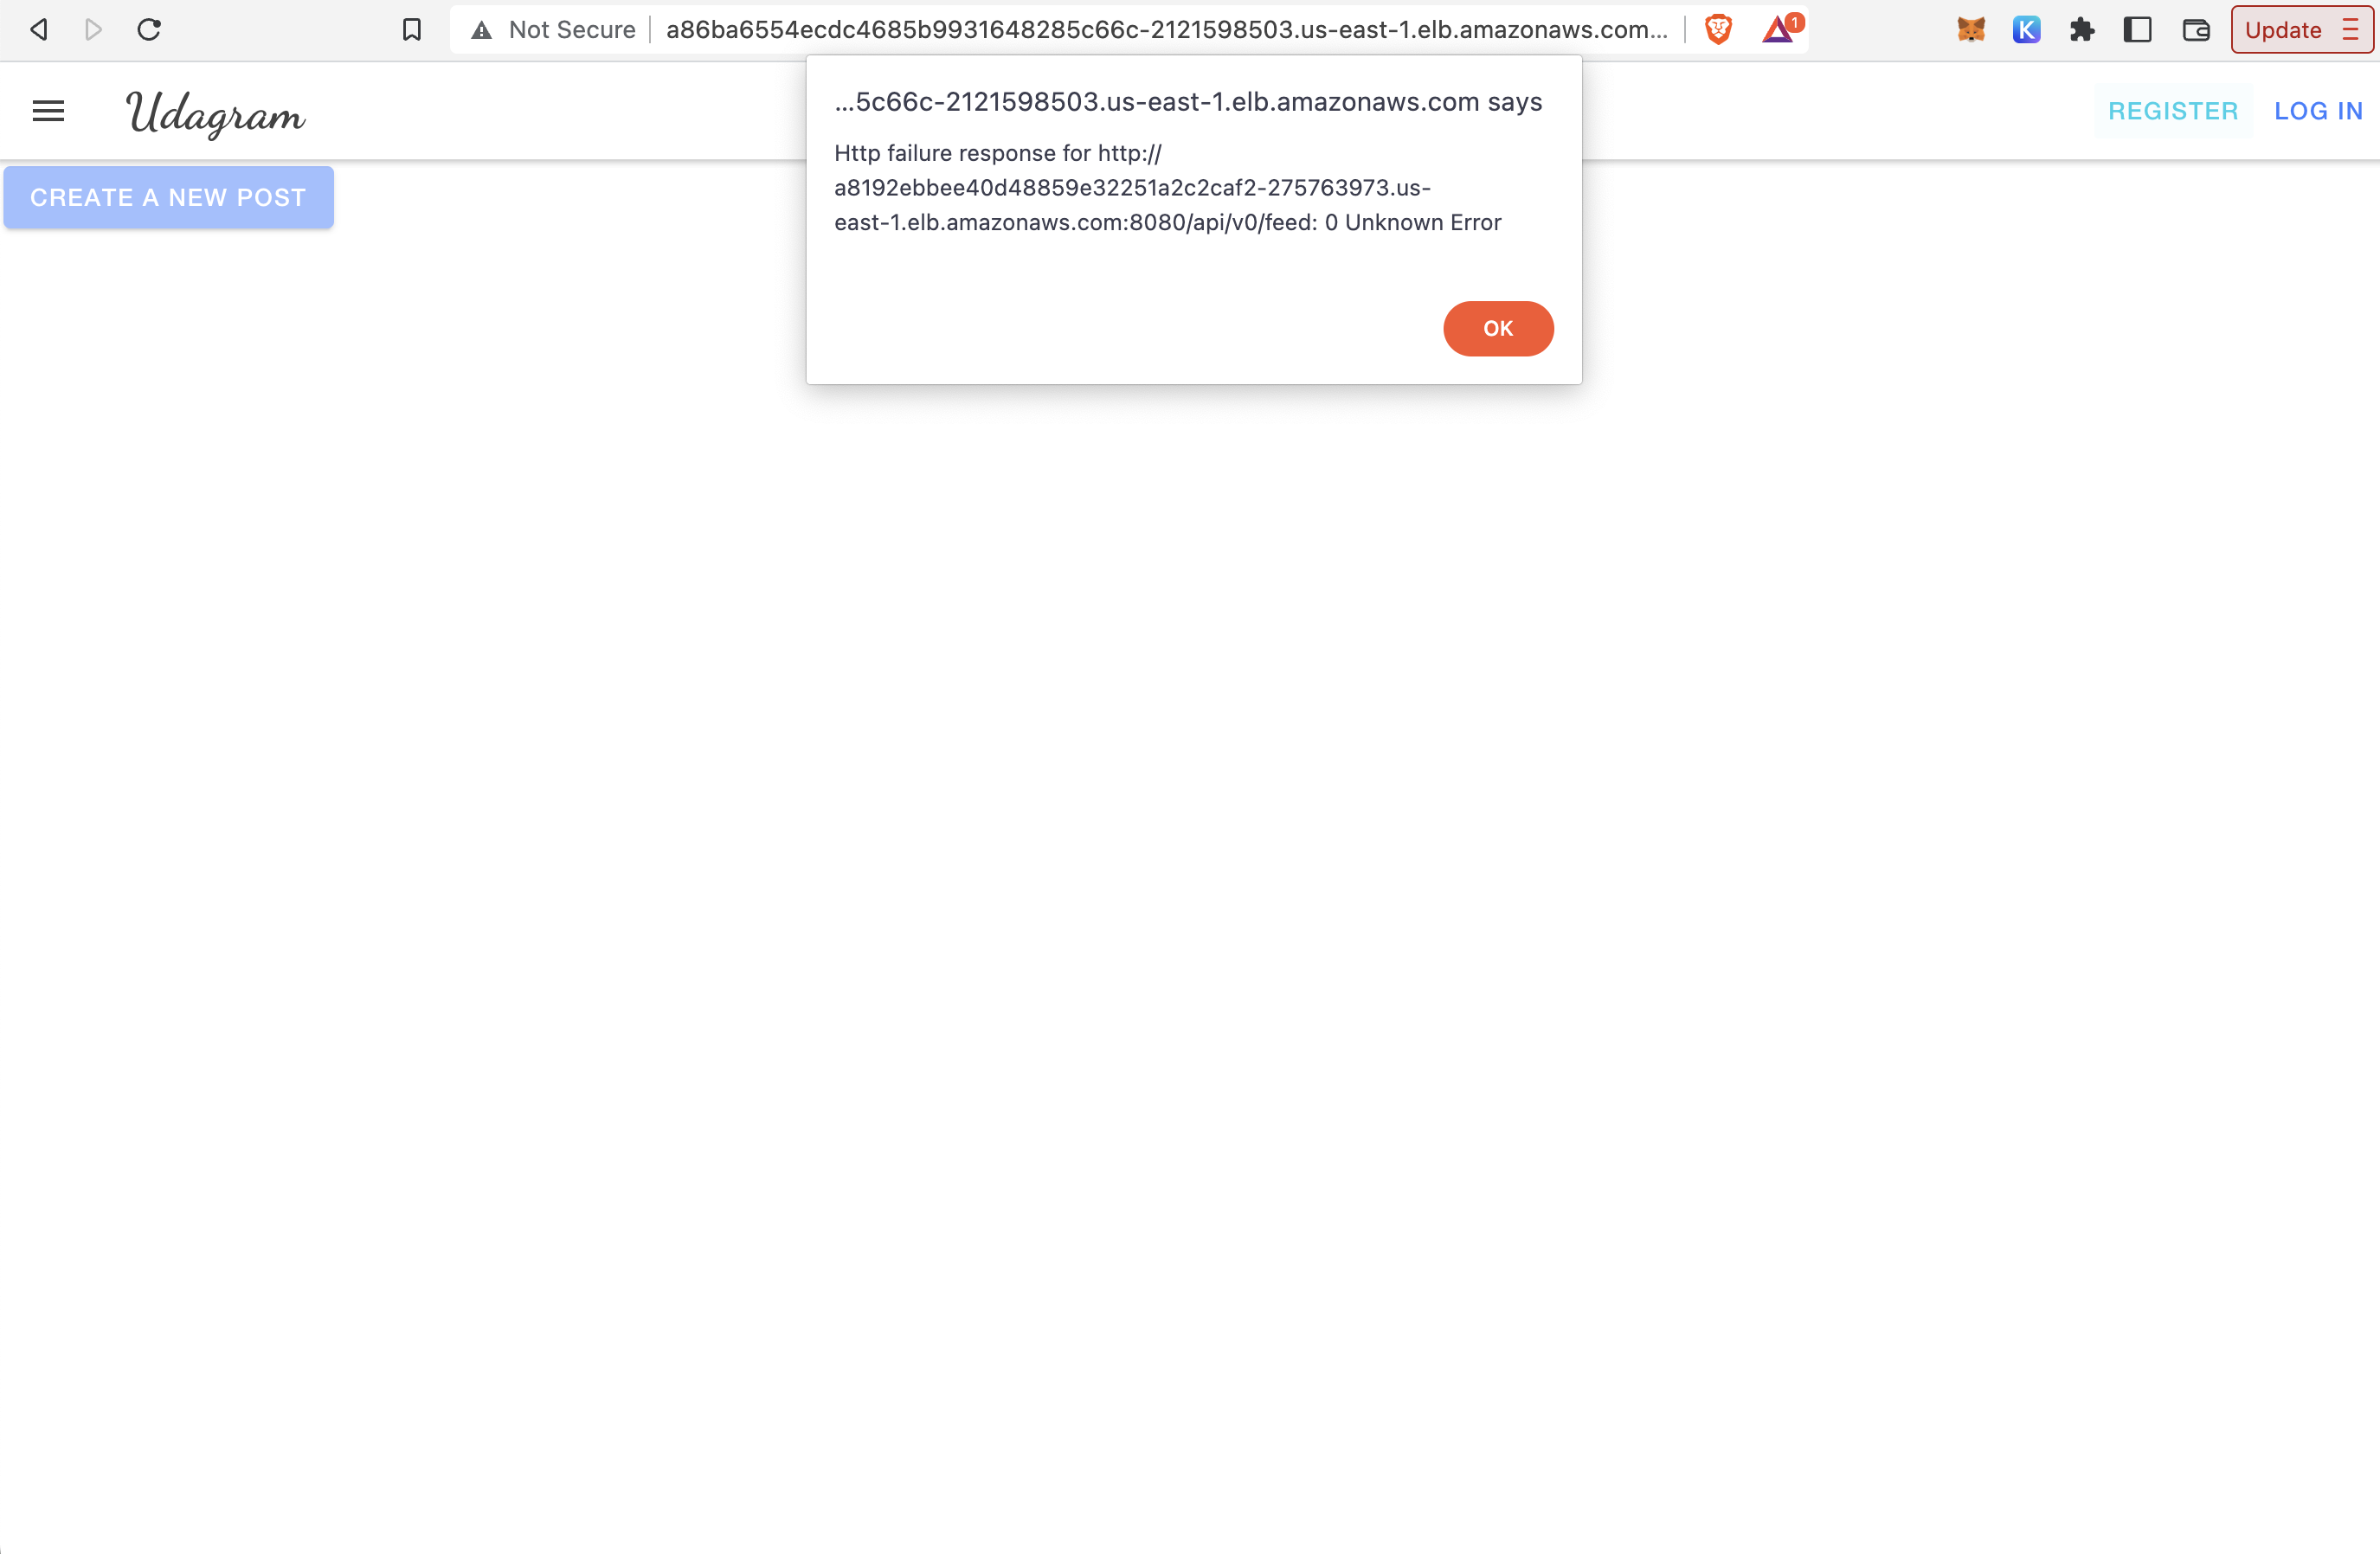 Not Secure
a86ba6554ecdc4685b9931648285c66c-2121598503.us-east-1.elb.amazonaws.com...
1
K
Update
Udagram
REGISTER
LOG IN
CREATE A NEW POST
...5c66c-2121598503.us-east-1.elb.amazonaws.com says
Http failure response for http://
a8192ebbee40d48859e32251a2c2caf2-275763973.us-
east-1.elb.amazonaws.com:8080/api/v0/feed: 0 Unknown Error
OK